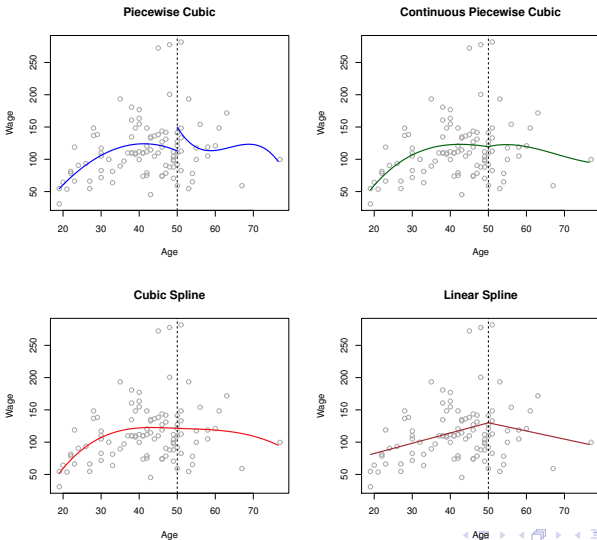 Piecewise Cubic
50 100 150 200 250
Wage
20 30 40 50 60 70
Age
Continuous Piecewise Cubic
50 100 150 200 250
Wage
20 30 40 50 60 70
Age
Cubic Spline
50 100 150 200 250
Wage
20 30 40 50 60 70
Age
Linear Spline
50 100 150 200 250
Wage
20 30 40 50 60 70
Age